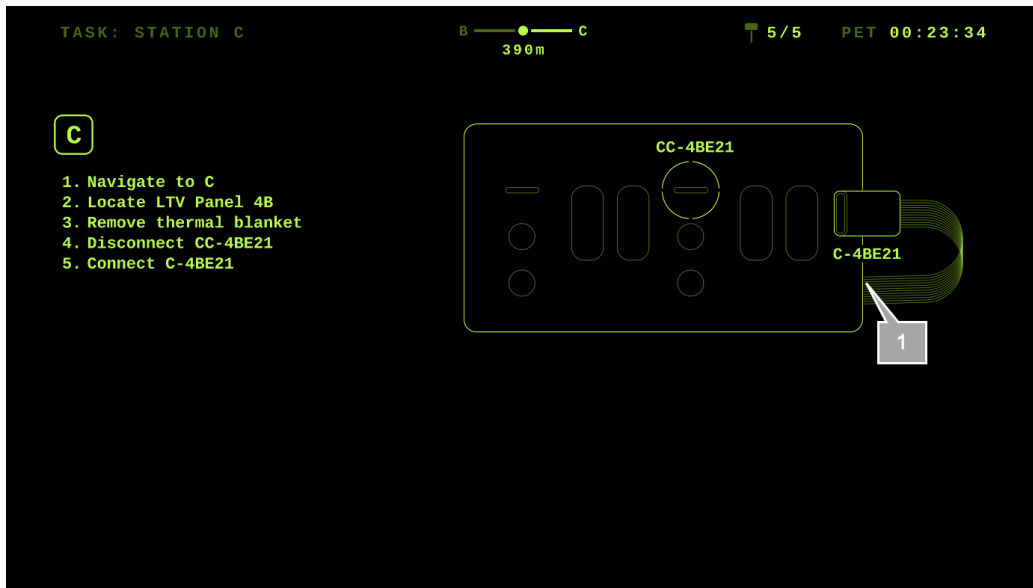 TASK: STATION C
B C
390m
5/5
PET 00:23:34
C
1. Navigate to C
2. Locate LTV Panel 4B
3. Remove thermal blanket
4. Disconnect CC-4BE21
5. Connect C-4BE21
CC-4BE21
C-4BE21
1